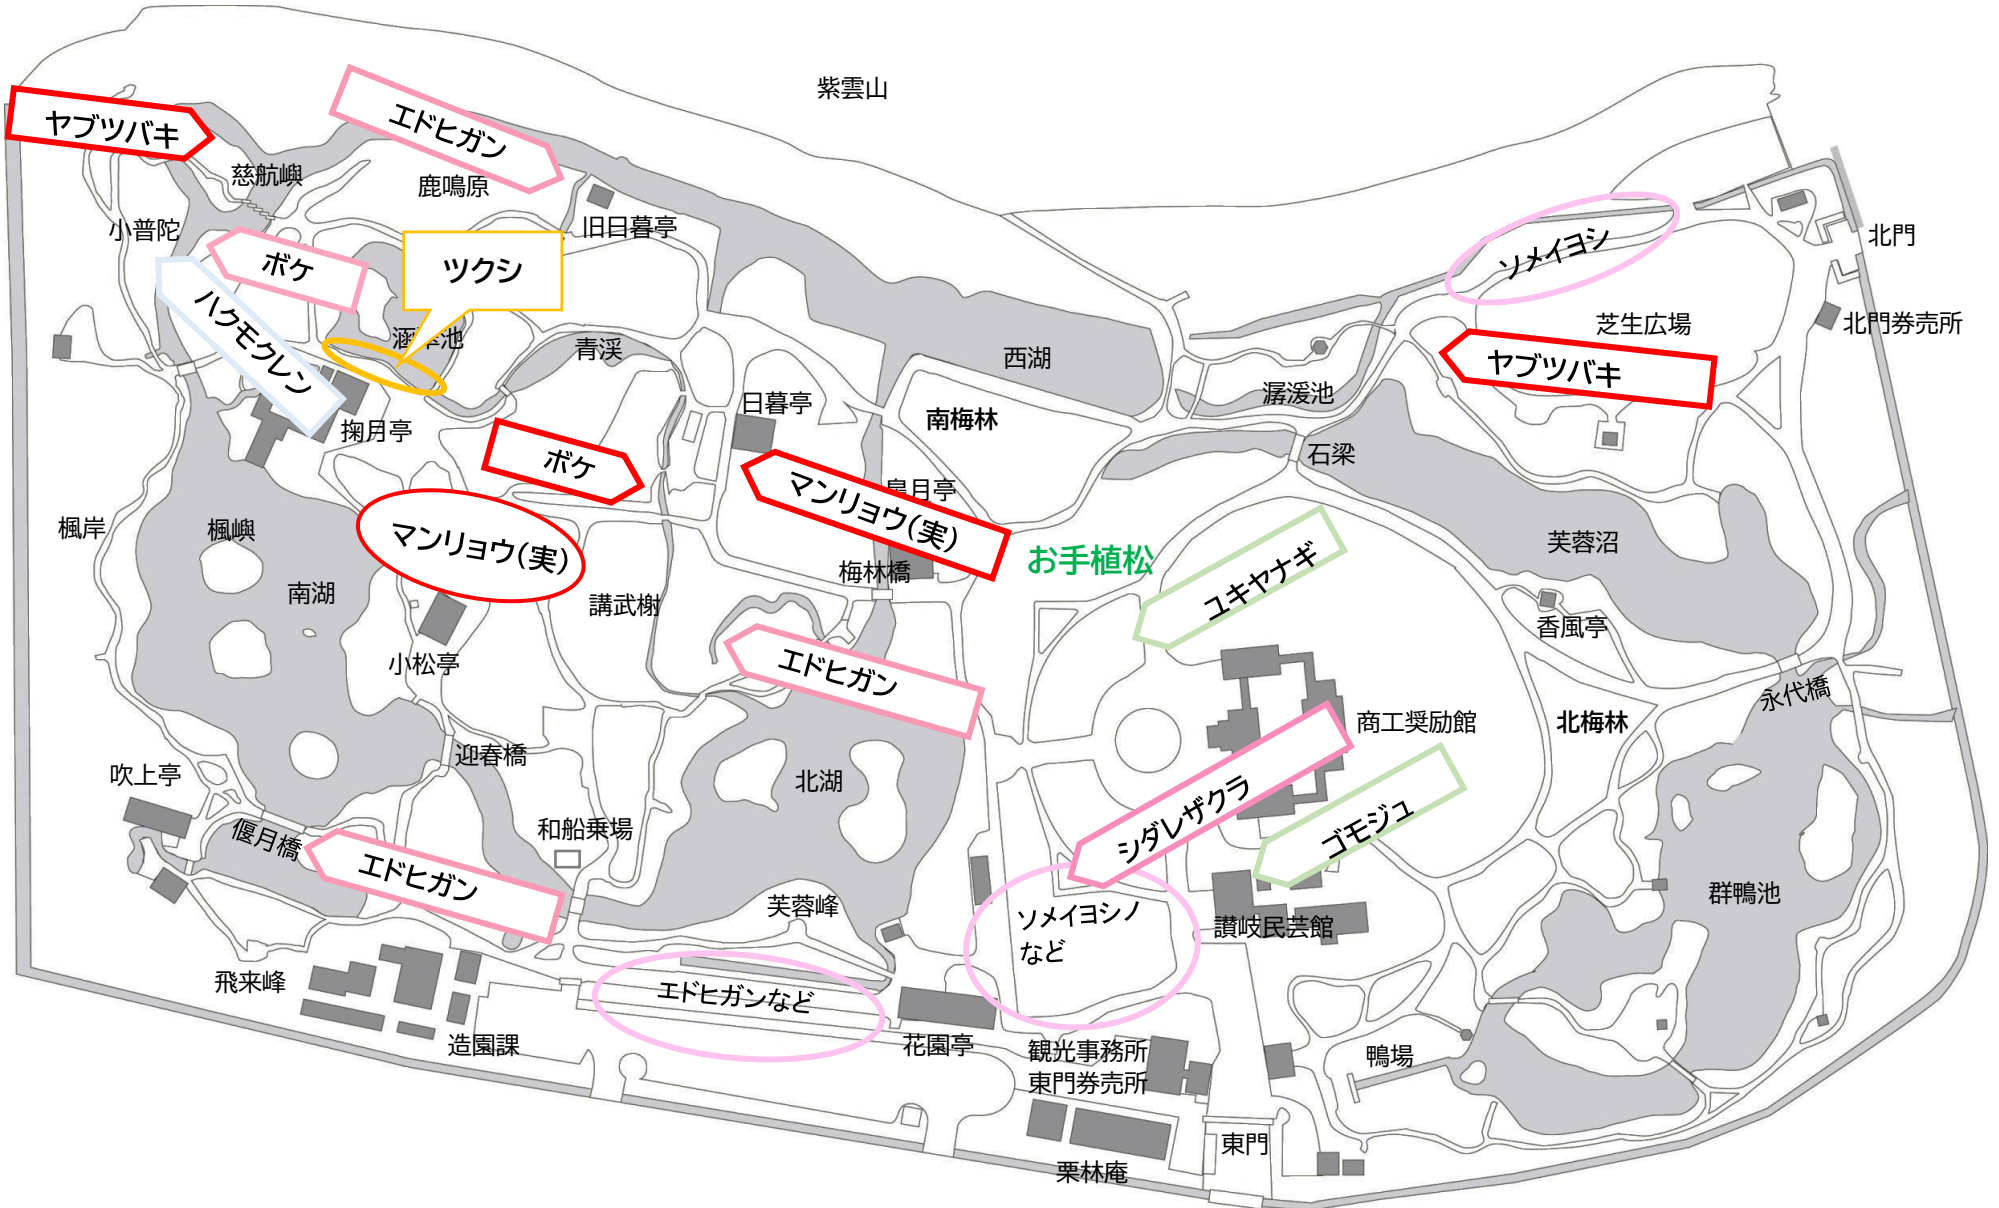 紫雲山
ヤブツバキ
エドヒガン
慈航嶼
鹿鳴原
小普陀
旧日暮亭
ボケ
ツクシ
ハクモクレン
青渓
西湖
掬月亭
日暮亭
南梅林
ボケ
マンリョウ(実)
皐月亭
楓岸
楓嶼
マンリョウ(実)
お手植松
梅林橋
南湖
講武榭
小松亭
エドヒガン
迎春橋
吹上亭
北湖
偃月橋
和船乗場
エドヒガン
芙蓉峰
飛来峰
エドヒガンなど
造園課
花園亭
ソメイヨシ
北門
芝生広場
北門券売所
ヤブツバキ
潺湲池
石梁
芙蓉沼
ユキヤナギ
香風亭
永代橋
北梅林
商工奨励館
シダレザクラ
ゴモジュ
群鴨池
ソメイヨシノ
など
讃岐民芸館
観光事務所
東門券売所
鴨場
東門
栗林庵